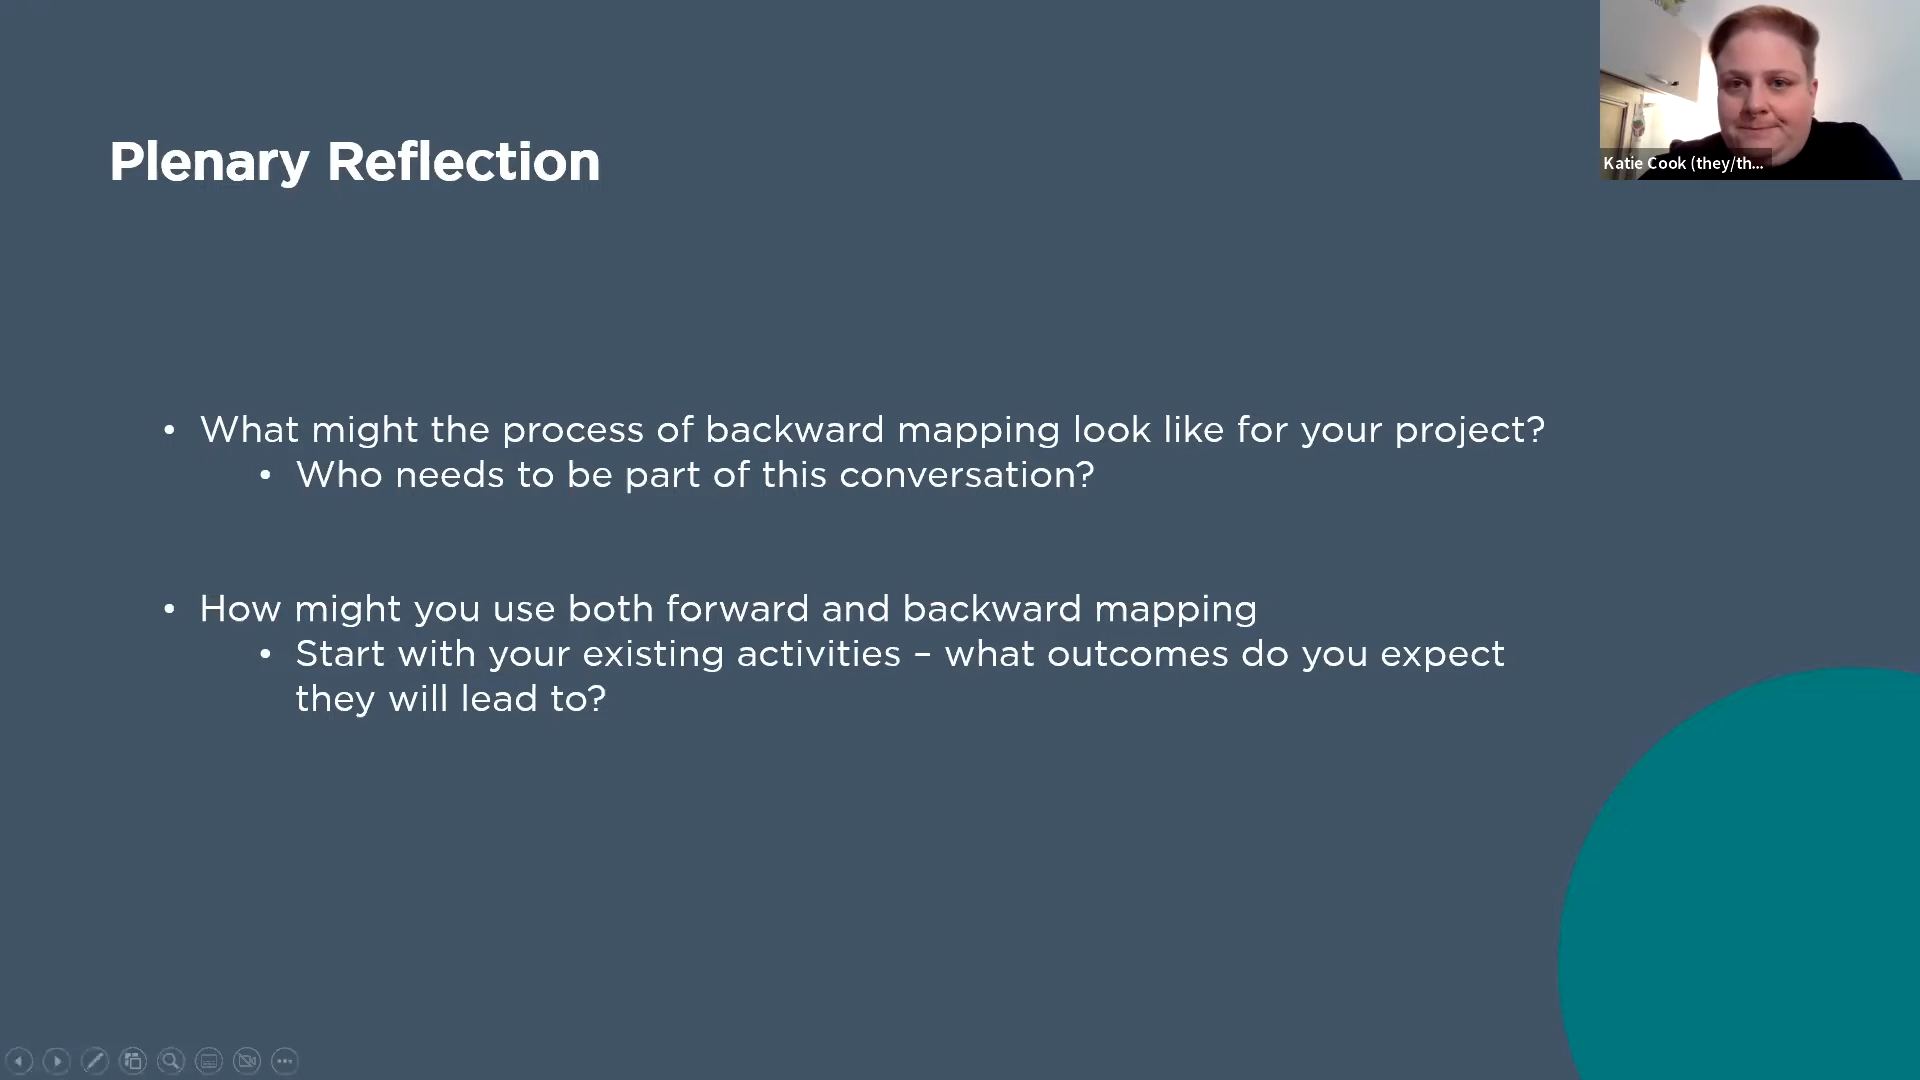 Katie Cook (they/th...
Plenary Reflection
• What might the process of backward mapping look like for your project?
• Who needs to be part of this conversation?
• How might you use both forward and backward mapping
• Start with your existing activities – what outcomes do you expect
they will lead to?